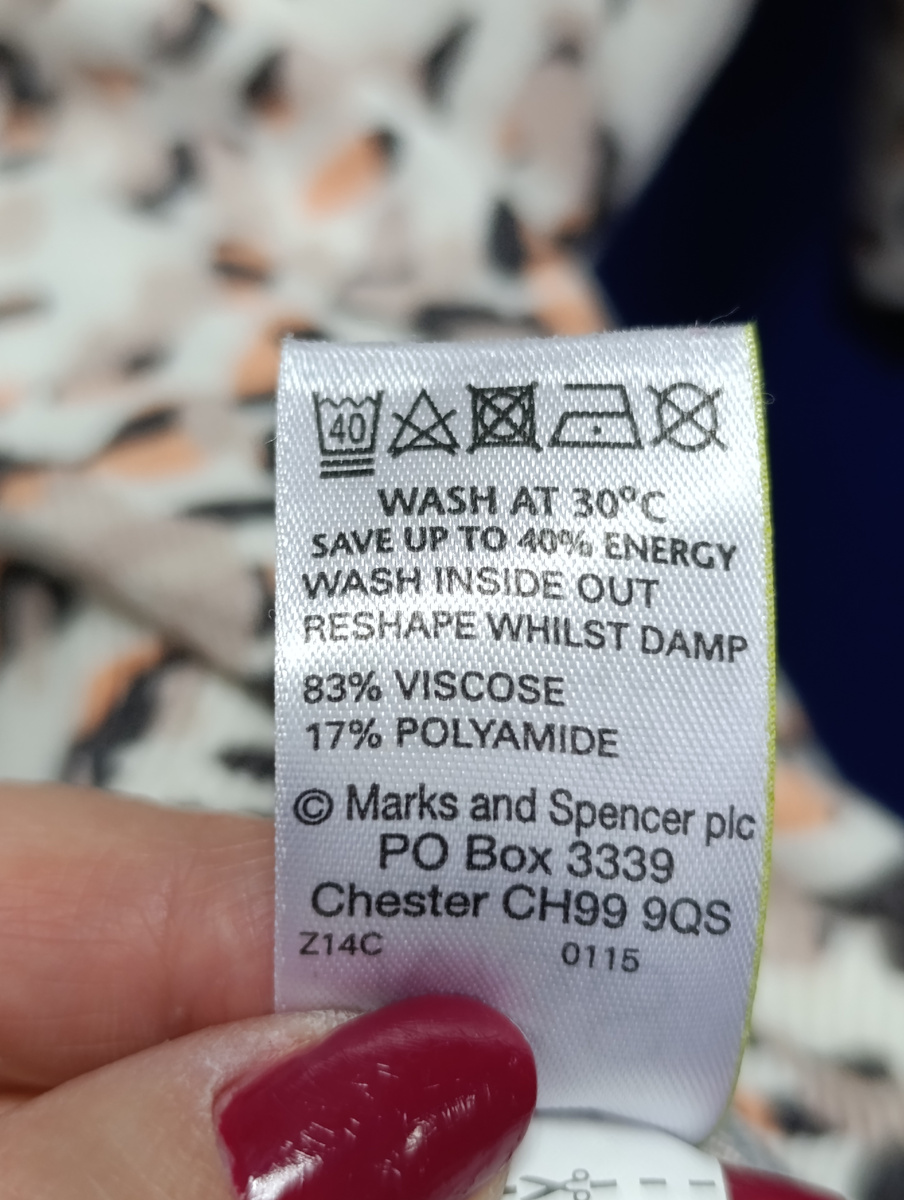 40
WASH AT 30°C
SAVE UP TO 40% ENERGY
WASH INSIDE OUT
RESHAPE WHILST DAMP
83% VISCOSE
17% POLYAMIDE
© Marks and Spencer plc
PO Box 3339
Chester CH99 9QS
Z14C 0115